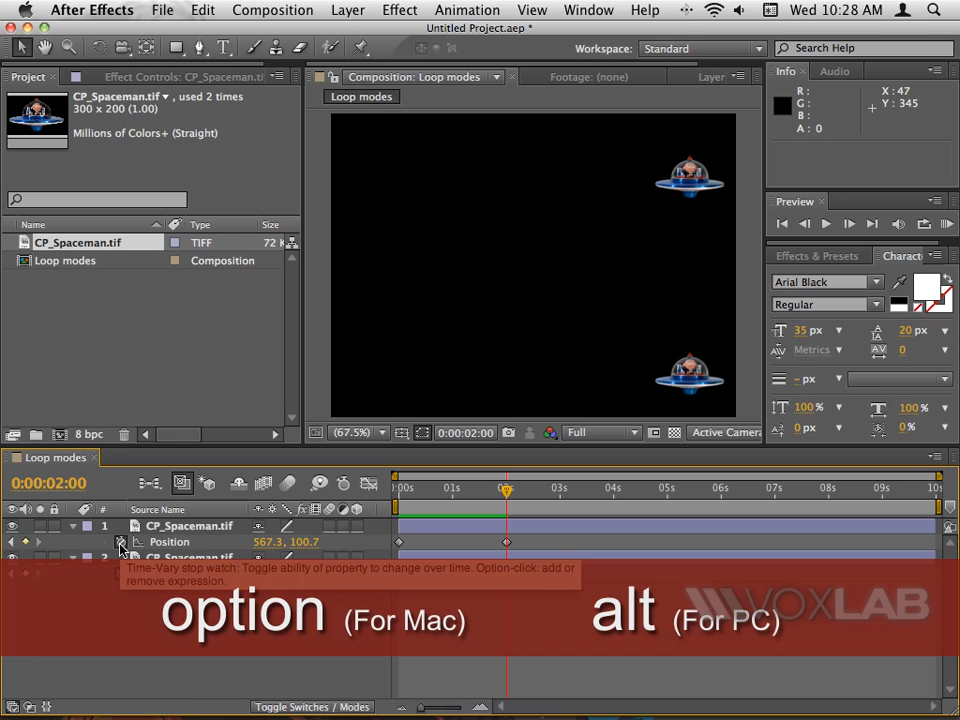 After Effects File Edit Composition Layer Effect Animation View Window Help Wed 10:28 AM
Untitled Project.aep *
Workspace: Standard Search Help
Project Effect Controls: CP_Spaceman.ti Composition: Loop modes Footage: (none) Layer Info Audio
CP_Spaceman.tif , used 2 times
300 x 200 (1.00)
Millions of Colors+ (Straight)
Loop modes
R :
G :
B :
A : 0
X : 47
Y : 345
Preview
Name Type Size
CP_Spaceman.tif TIFF 72 K
Loop modes Composition
Effects & Presets Charact
Arial Black
Regular
35 px 20 px
Metrics 0
- px
100 % 100 %
0 px 0 %
8 bpc (67.5%) 0:00:02:00 Full Active Camera
Loop modes
0:00:02:00 ):00s 01s 03s 04s 05s 06s 07s 08s 09s 10s
# Source Name
1 CP_Spaceman.tif
Position 567.3, 100.7
2 CP_Spaceman.tif
Time-Vary stop watch: Toggle ability of property to change over time. Option-click: add or
remove expression.
option (For Mac) alt (For PC)
VOXLAB
Toggle Switches / Modes